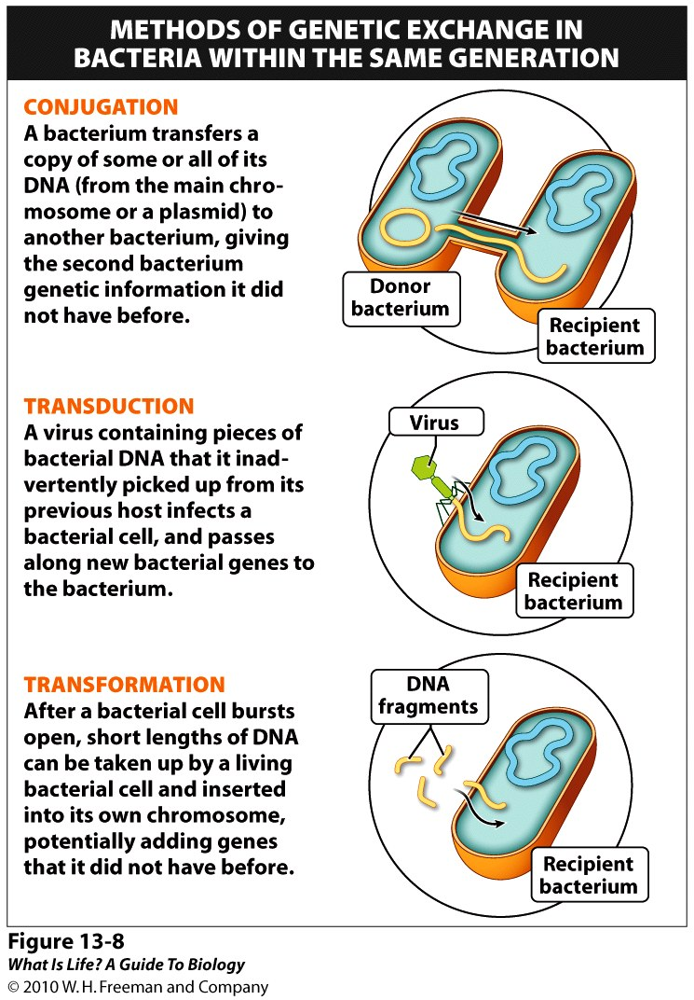 METHODS OF GENETIC EXCHANGE IN
BACTERIA WITHIN THE SAME GENERATION
CONJUGATION
A bacterium transfers a
copy of some or all of its
DNA (from the main chro-
mosome or a plasmid) to
another bacterium, giving
the second bacterium
genetic information it did
not have before.
Donor
bacterium
Recipient
bacterium
TRANSDUCTION
A virus containing pieces of
bacterial DNA that it inad-
vertently picked up from its
previous host infects a
bacterial cell, and passes
along new bacterial genes to
the bacterium.
Virus
Recipient
bacterium
TRANSFORMATION
After a bacterial cell bursts
open, short lengths of DNA
can be taken up by a living
bacterial cell and inserted
into its own chromosome,
potentially adding genes
that it did not have before.
DNA
fragments
Recipient
bacterium
Figure 13-8
What Is Life? A Guide To Biology
© 2010 W. H. Freeman and Company